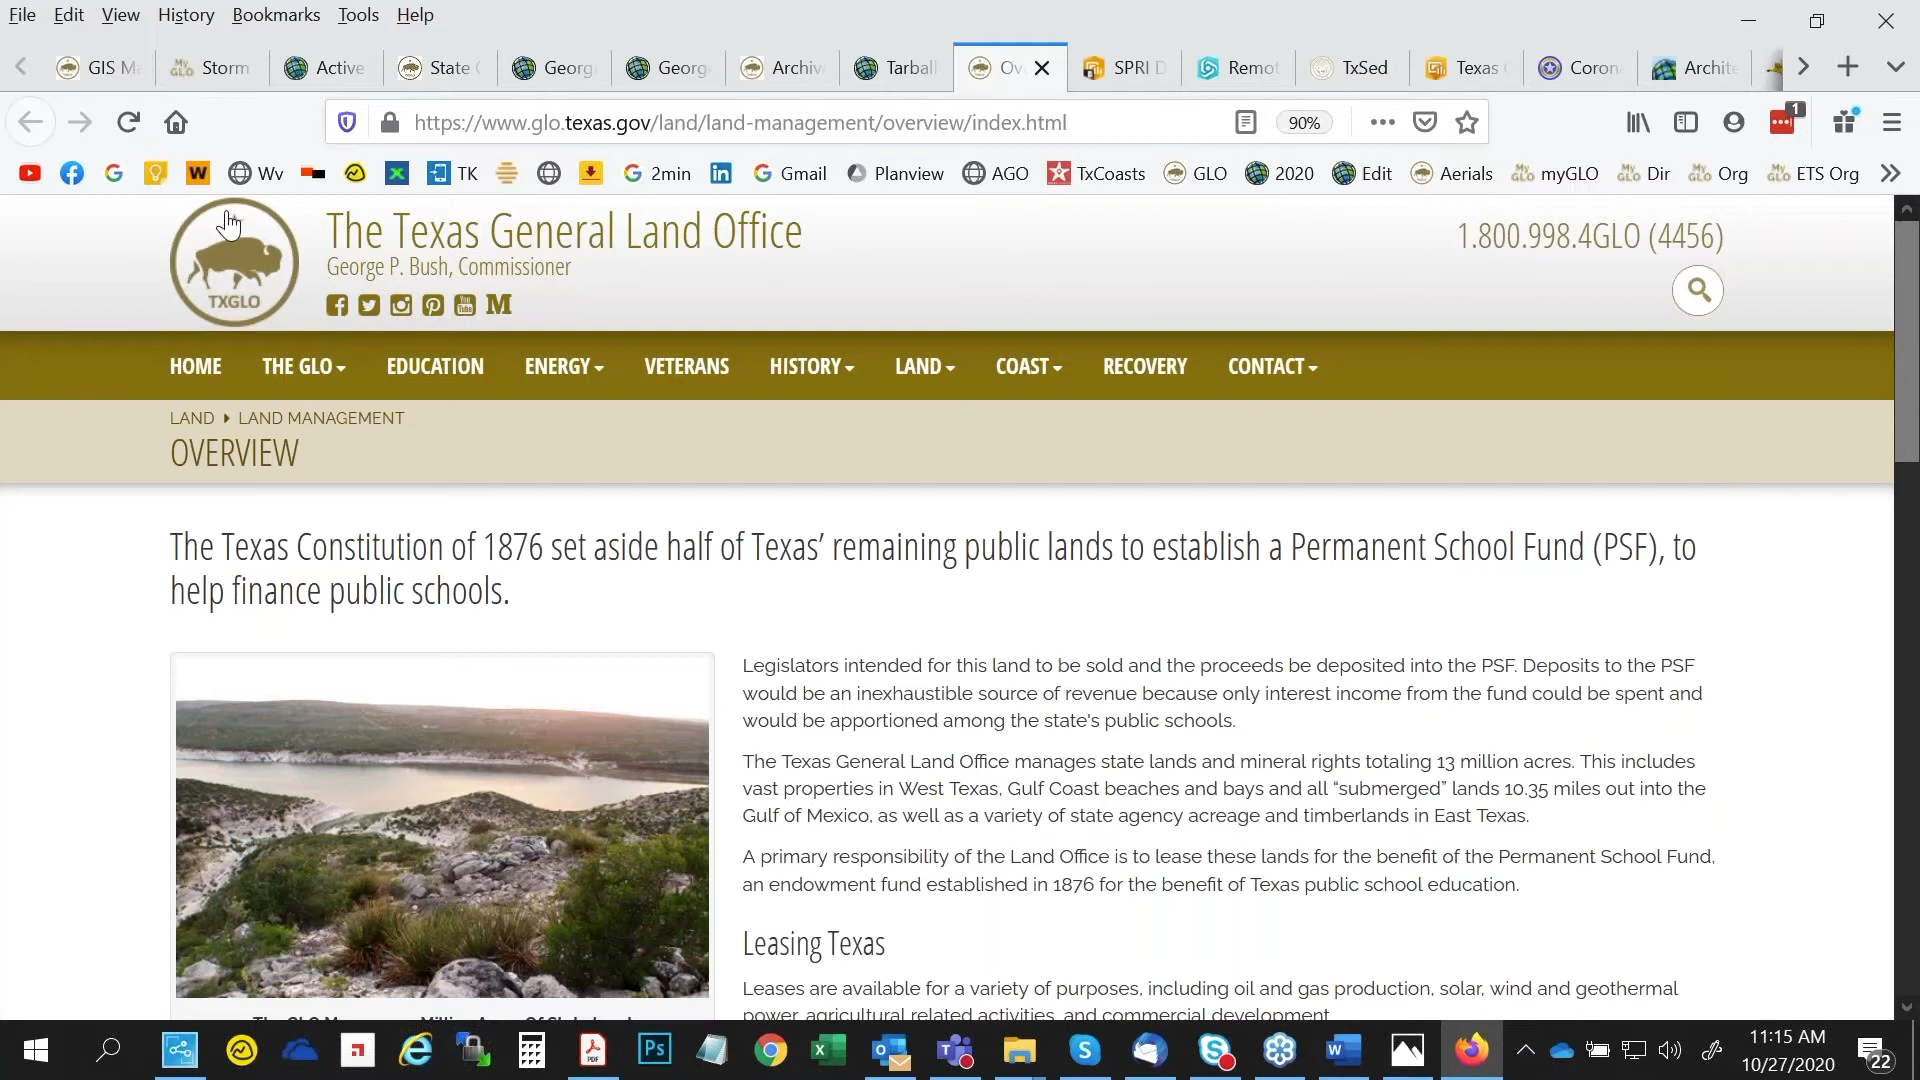 File Edit View History Bookmarks Tools Help
GIS M Storm Active State Georg Georg Archiv Tarball Ov SPRI D Remot TxSed Texas Coron Archite
https://www.glo.texas.gov/land/land-management/overview/index.html 90% 1
Wv TK 2min Gmail Planview AGO TxCoasts GLO 2020 Edit Aerials myGLO Dir Org ETS Org
The Texas General Land Office
1.800.998.4GLO (4456)
George P. Bush, Commissioner
TXGLO
HOME THE GLO EDUCATION ENERGY VETERANS HISTORY LAND COAST RECOVERY CONTACT
LAND LAND MANAGEMENT
OVERVIEW
The Texas Constitution of 1876 set aside half of Texas’ remaining public lands to establish a Permanent School Fund (PSF), to
help finance public schools.
Legislators intended for this land to be sold and the proceeds be deposited into the PSF. Deposits to the PSF
would be an inexhaustible source of revenue because only interest income from the fund could be spent and
would be apportioned among the state's public schools.
The Texas General Land Office manages state lands and mineral rights totaling 13 million acres. This includes
vast properties in West Texas, Gulf Coast beaches and bays and all “submerged” lands 10.35 miles out into the
Gulf of Mexico, as well as a variety of state agency acreage and timberlands in East Texas.
A primary responsibility of the Land Office is to lease these lands for the benefit of the Permanent School Fund,
an endowment fund established in 1876 for the benefit of Texas public school education.
Leasing Texas
Leases are available for a variety of purposes, including oil and gas production, solar, wind and geothermal
power, agricultural related activities, and commercial development
11:15 AM
10/27/2020
22